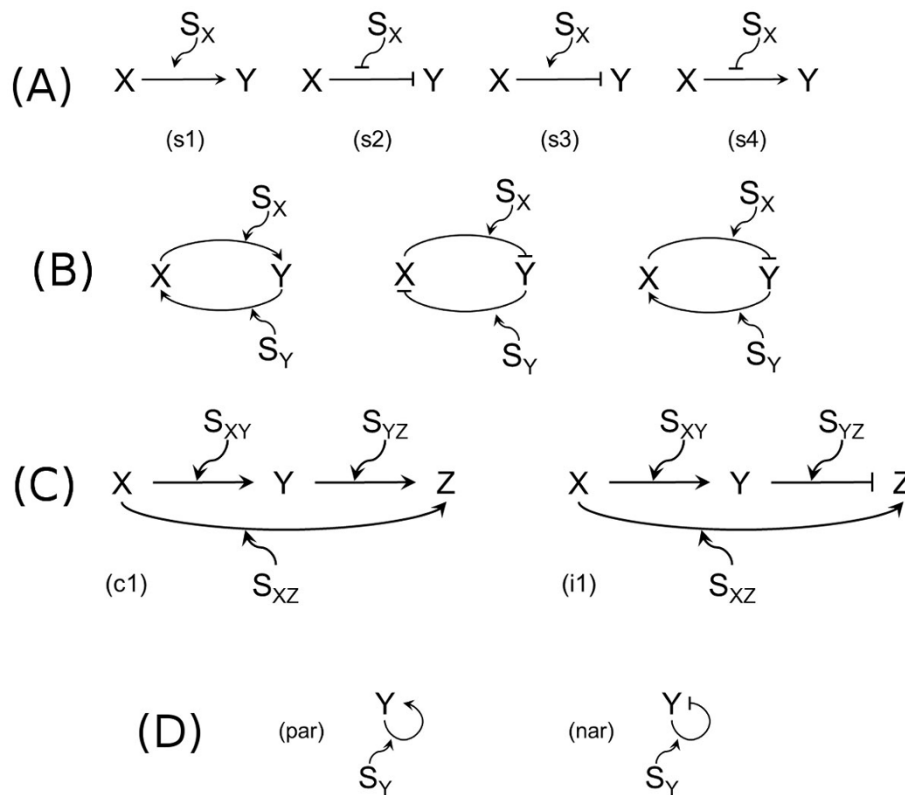 S_X S_X S_X S_X
(A) X Y X Y X Y X Y
(s1) (s2) (s3) (s4)
S_X S_X S_X
(B) X Y X Y X Y
S_Y S_Y S_Y
S_XY S_YZ S_XY S_YZ
(C) X Y Z X Y Z
(c1) S_XZ (i1) S_XZ
Y Y
(D) (par) (nar)
S_Y S_Y